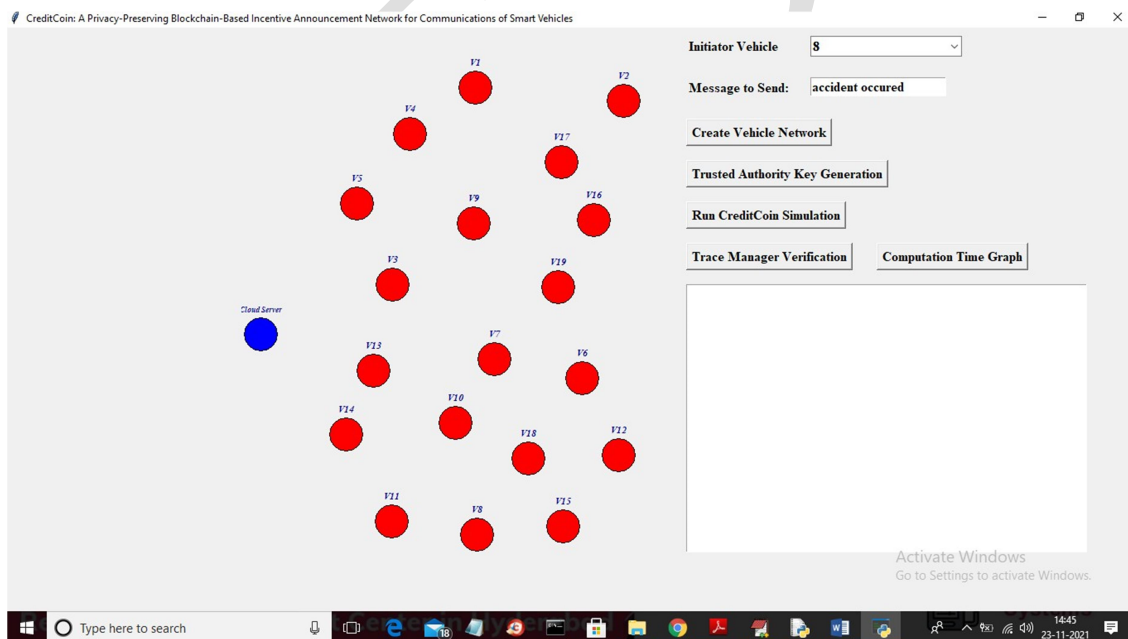 CreditCoin: A Privacy-Preserving Blockchain-Based Incentive Announcement Network for Communications of Smart Vehicles
Initiator Vehicle 8
Message to Send: accident occured
Create Vehicle Network
Trusted Authority Key Generation
Run CreditCoin Simulation
Trace Manager Verification Computation Time Graph
V1
V2
V4
V17
V5
V9
V16
V3
V19
Cloud Server
V7
V13
V6
V10
V14
V18
V12
V11
V8
V15
Activate Windows
Go to Settings to activate Windows.
Type here to search
18
14:45
23-11-2021